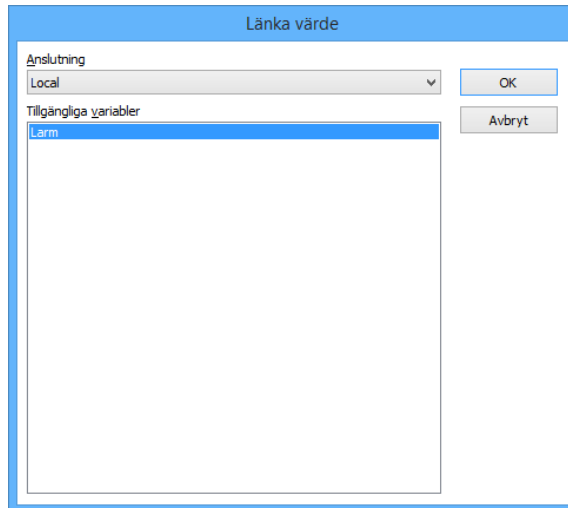 Länka värde
Anslutning
Local
OK
Tillgängliga variabler
Avbryt
Larm